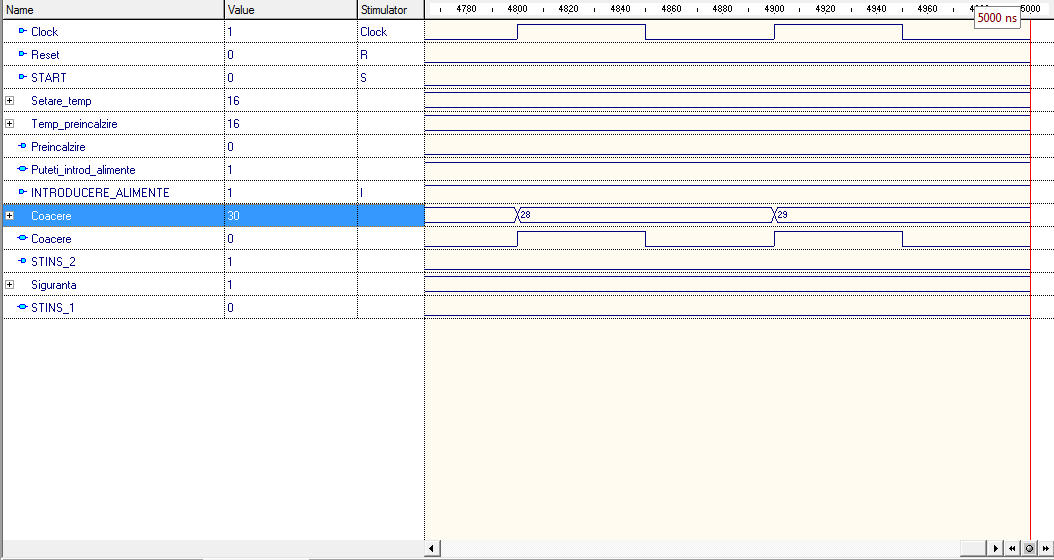 Name Value Stimulator 4780 4800 4820 4840 4860 4880 4900 4920 4940 4960 5000
5000 ns
Clock 1 Clock
Reset 0 R
START 0 S
Setare_temp 16
Temp_preincalzire 16
Preincalzire 0
Puteti_introd_alimente 1
INTRODUCERE_ALIMENTE 1 I
Coacere 30 28 29
Coacere 0
STINS_2 1
Siguranta 1
STINS_1 0